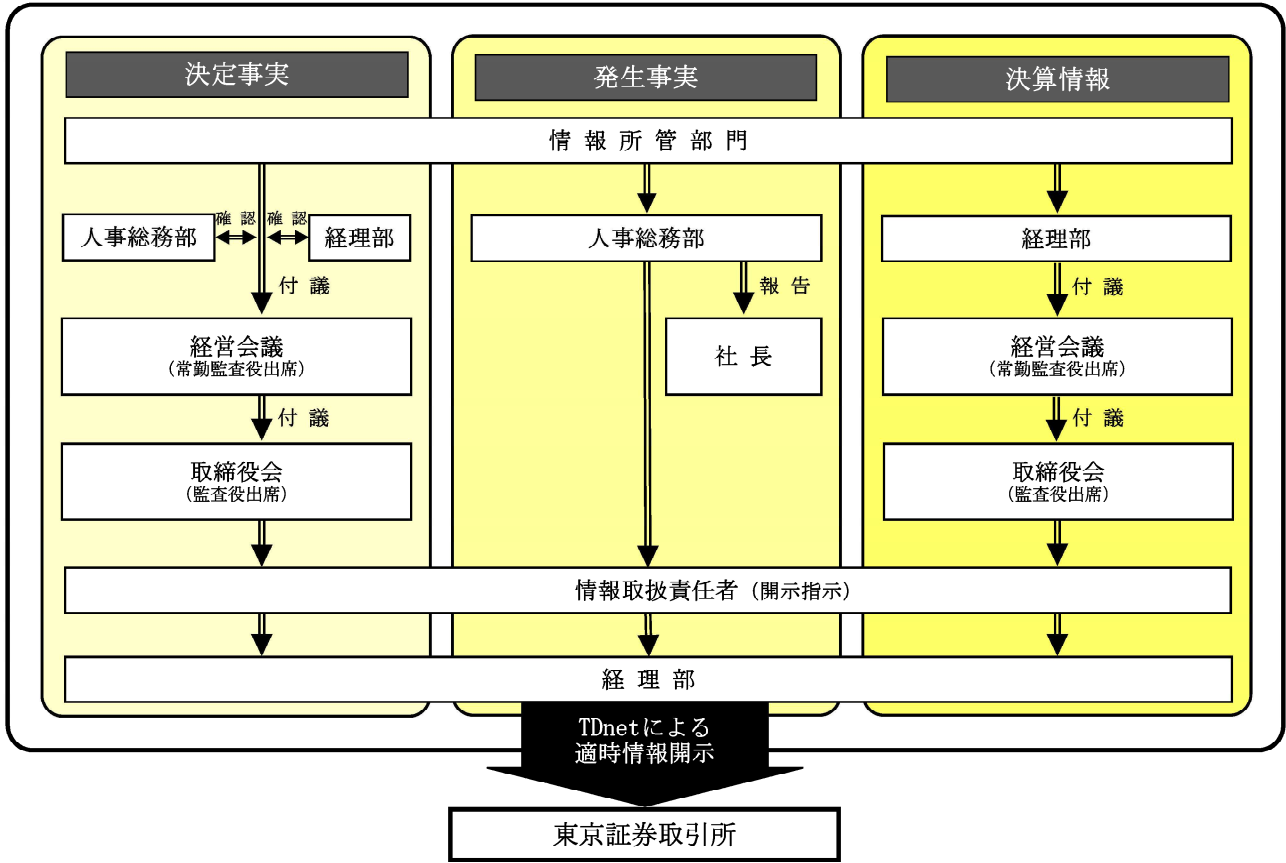 決定事実
発生事実
決算情報
情報所管部門
人事総務部
確認
確認
経理部
人事総務部
経理部
付議
報告
付議
経営会議
(常勤監査役出席)
社長
経営会議
(常勤監査役出席)
付議
付議
取締役会
(監査役出席)
取締役会
(監査役出席)
情報取扱責任者(開示指示)
経理部
TDnetによる
適時情報開示
東京証券取引所